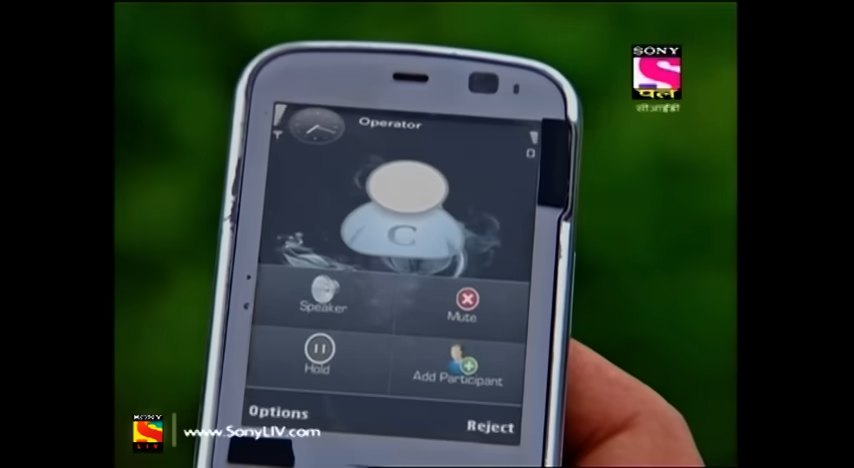 SONY
पल
सीआईडी
Operator
C
Speaker
Mute
Hold
Add Participant
Options
Reject
SONY
LIV
www.SonyLIV.com